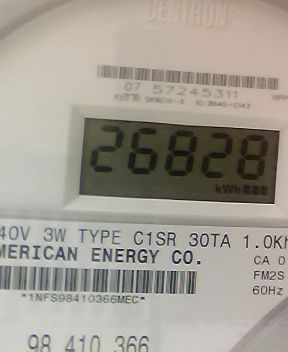 CENTRON®
07 57245311
26828
kWh
40V 3W TYPE C1SR 30TA 1.0Kh
MERICAN ENERGY CO.
CA 0
FM2S
*1NFS98410366MEC*
60Hz
98 410 366